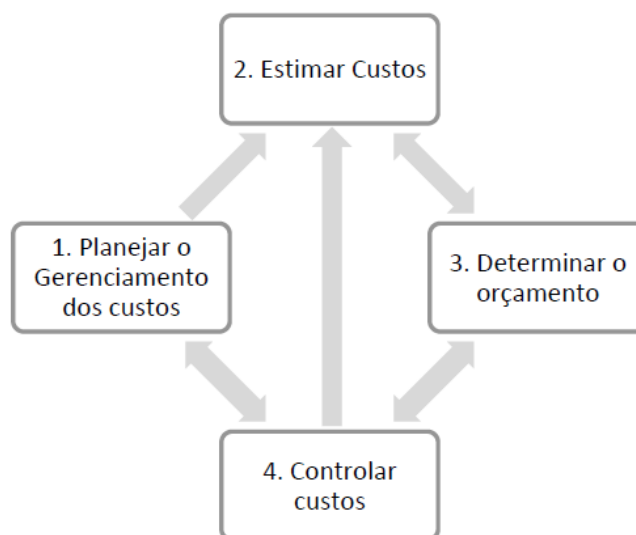 2. Estimar Custos
1. Planejar o
Gerenciamento
dos custos
3. Determinar o
orçamento
4. Controlar
custos